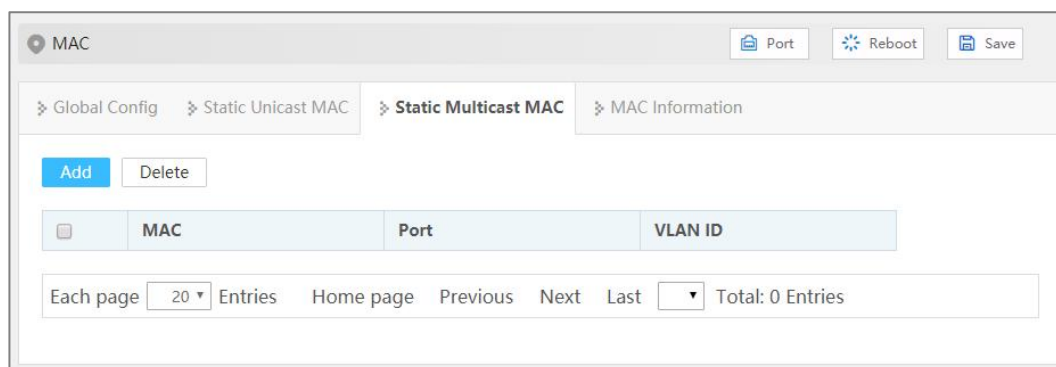 MAC Port Reboot Save
Global Config Static Unicast MAC Static Multicast MAC MAC Information
Add Delete
MAC Port VLAN ID
Each page 20 Entries Home page Previous Next Last Total: 0 Entries